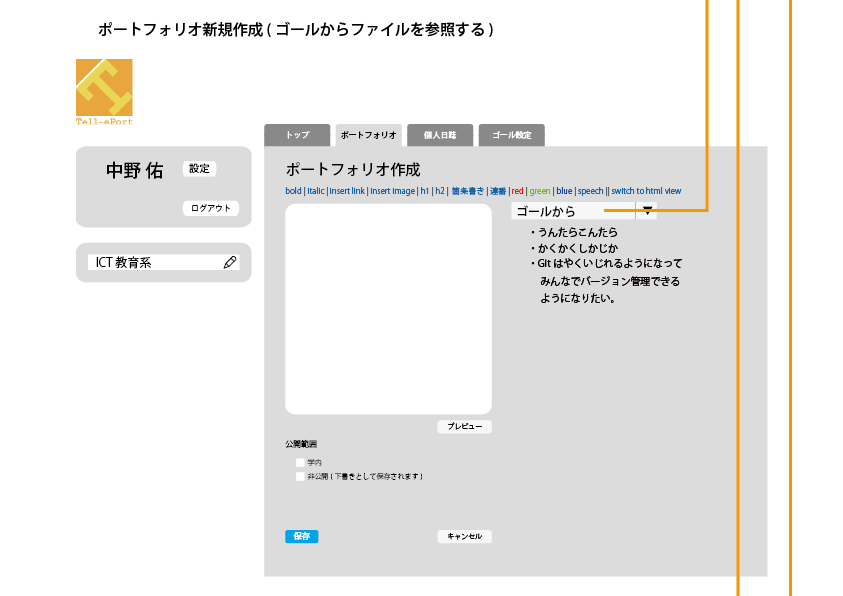 ポートフォリオ新規作成 ( ゴールからファイルを参照する )
Tell-ePort
トップ
ポートフォリオ
個人日誌
ゴール設定
中野 佑
設定
ログアウト
ICT 教育系
ポートフォリオ作成
bold | italic | insert link | insert image | h1 | h2 | 箇条書き | 連番 | red | green | blue | speech || switch to html view
ゴールから ▼
・うんたらこんたら
・かくかくしかじか
・Git はやくいじれるようになって
みんなでバージョン管理できる
ようになりたい。
プレビュー
公開範囲
学内
非公開 ( 下書きとして保存されます )
保存
キャンセル